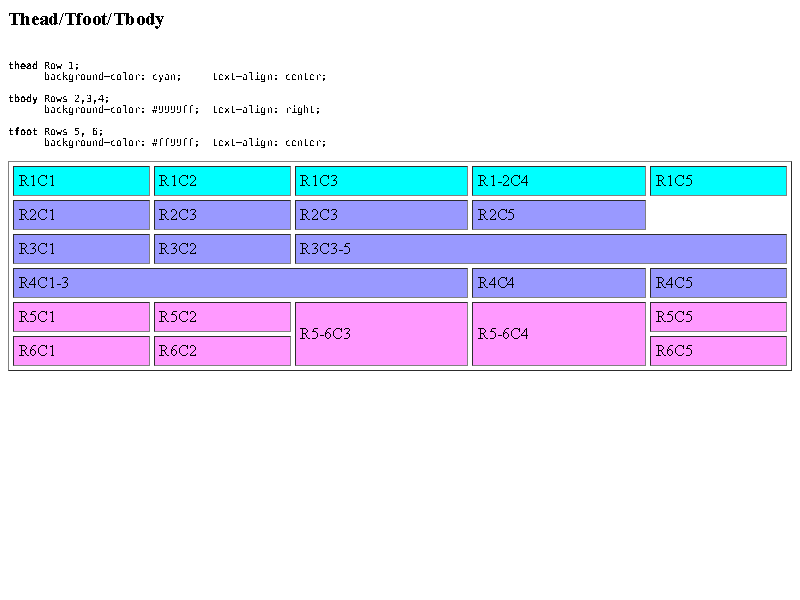 Thead/Tfoot/Tbody
thead Row 1;
background-color: cyan; text-align: center;
tbody Rows 2,3,4;
background-color: #9999ff; text-align: right;
tfoot Rows 5, 6;
background-color: #ff99ff; text-align: center;
R1C1 R1C2 R1C3 R1-2C4 R1C5
R2C1 R2C3 R2C3 R2C5
R3C1 R3C2 R3C3-5
R4C1-3 R4C4 R4C5
R5C1 R5C2 R5-6C3 R5-6C4 R5C5
R6C1 R6C2 R6C5